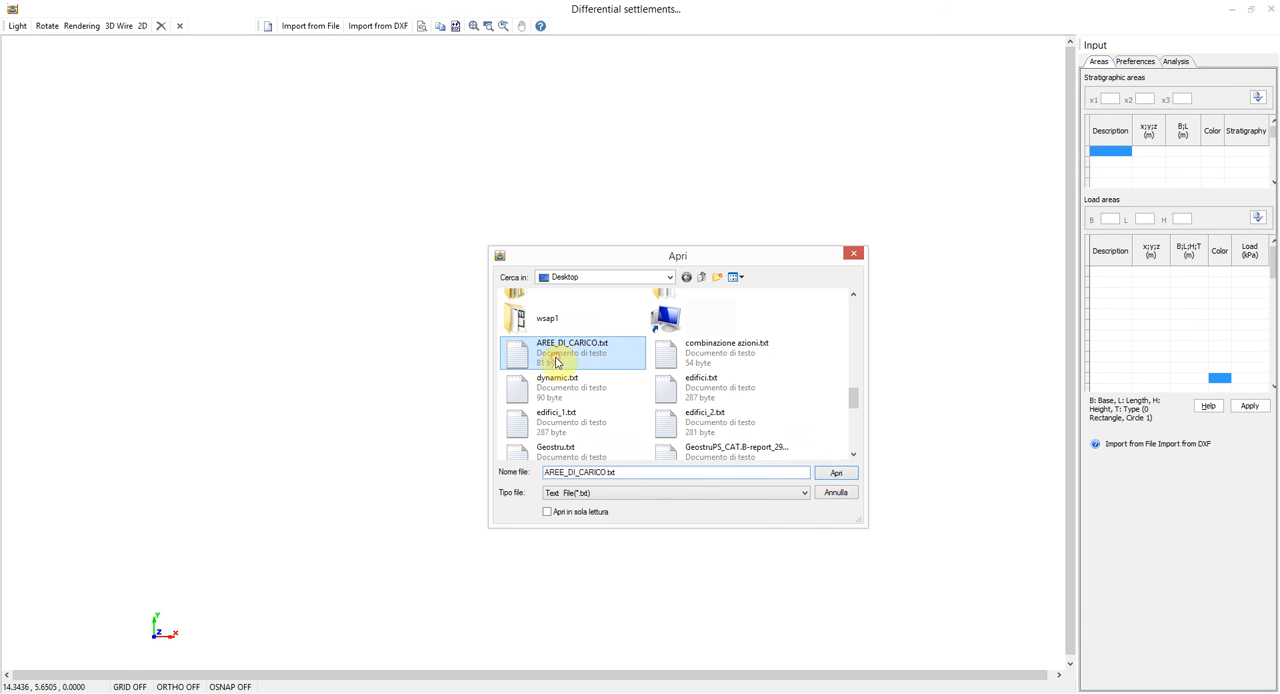 Differential settlements...
Light Rotate Rendering 3D Wire 2D Import from File Import from DXF
Input
Areas Preferences Analysis
Stratigraphic areas
x1 x2 x3
Description x;y;z (m) B;L (m) Color Stratigraphy
Load areas
B L H
Description x;y;z (m) B;L;H;T (m) Color Load (kPa)
B: Base, L: Length, H:
Height, T: Type (0
Rectangle, Circle 1)
Help Apply
Import from File Import from DXF
Apri
Cerca in: Desktop
wsap1
AREE_DI_CARICO.txt
Documento di testo
combinazione azioni.txt
Documento di testo
54 byte
dynamic.txt
Documento di testo
90 byte
edifici.txt
Documento di testo
287 byte
edifici_1.txt
Documento di testo
287 byte
edifici_2.txt
Documento di testo
281 byte
Geostru.txt
Documento di testo
GeostruPS_CAT.B-report_29...
Documento di testo
Nome file: AREE_DI_CARICO.txt Apri
Tipo file: Text File(*.txt) Annulla
Apri in sola lettura
Y
Z X
14.3436 , 5.6505 , 0.0000 GRID OFF ORTHO OFF OSNAP OFF